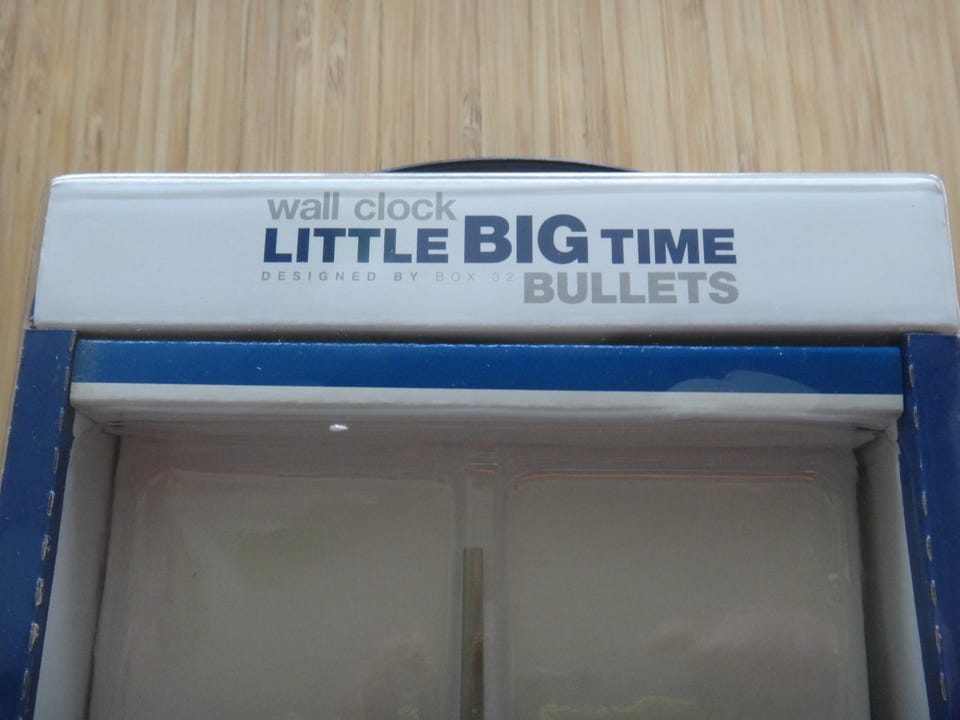 wall clock
LITTLE BIG TIME
DESIGNED BY BOX 32
BULLETS